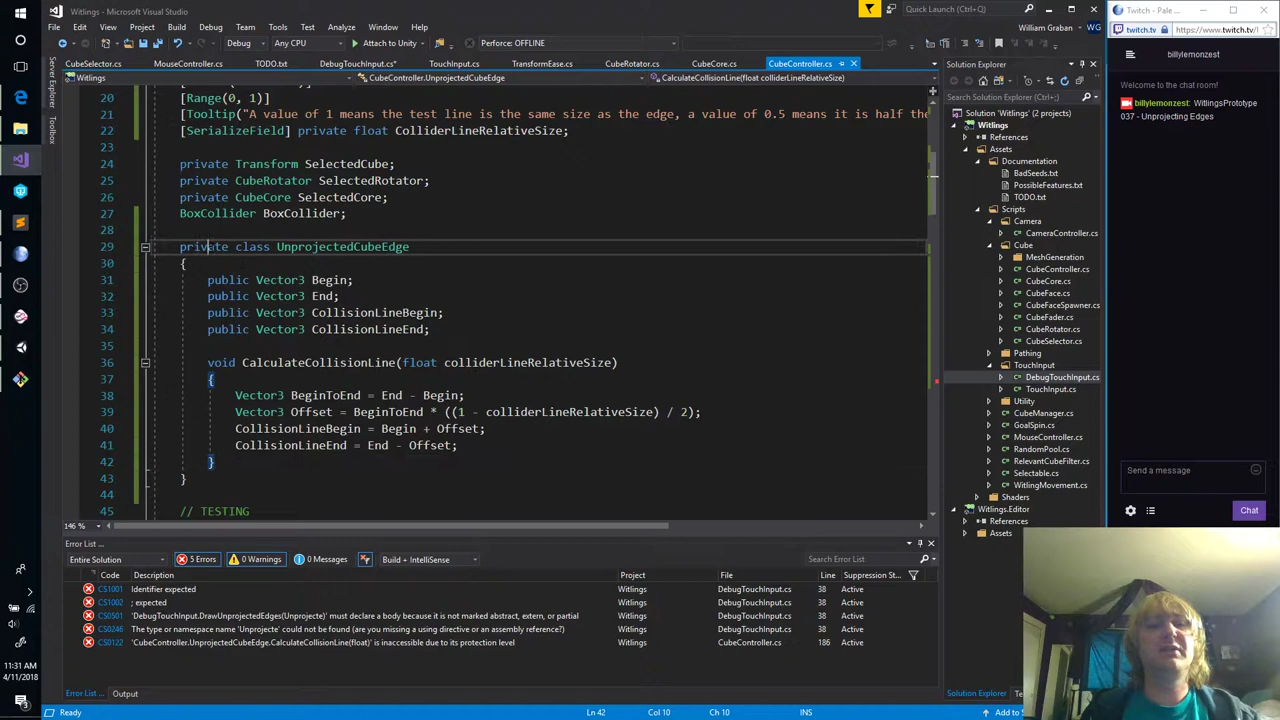 Witlings - Microsoft Visual Studio
Quick Launch (Ctrl+Q)
Twitch - Pale ...
File Edit View Project Build Debug Team Tools Test Analyze Window Help
William Graban WG
twitch.tv
https://www.twitch.tv/l
Debug Any CPU Attach to Unity Perforce: OFFLINE
billylemonzest
CubeSelector.cs MouseController.cs TODO.txt DebugTouchInput.cs* TouchInput.cs TransformEase.cs CubeRotator.cs CubeCore.cs CubeController.cs
Witlings CubeController.UnprojectedCubeEdge CalculateCollisionLine(float colliderLineRelativeSize)
Server Explorer
Toolbox
20 [Range(0, 1)]
21 [Tooltip("A value of 1 means the test line is the same size as the edge, a value of 0.5 means it is half the
22 [SerializeField] private float ColliderLineRelativeSize;
23
24 private Transform SelectedCube;
25 private CubeRotator SelectedRotator;
26 private CubeCore SelectedCore;
27 BoxCollider BoxCollider;
28
29 private class UnprojectedCubeEdge
30 {
31 public Vector3 Begin;
32 public Vector3 End;
33 public Vector3 CollisionLineBegin;
34 public Vector3 CollisionLineEnd;
35
36 void CalculateCollisionLine(float colliderLineRelativeSize)
37 {
38 Vector3 BeginToEnd = End - Begin;
39 Vector3 Offset = BeginToEnd * ((1 - colliderLineRelativeSize) / 2);
40 CollisionLineBegin = Begin + Offset;
41 CollisionLineEnd = End - Offset;
42 }
43 }
44
45 // TESTING
146 %
Solution Explorer
Search Solution Explorer (Ctrl+;)
Solution 'Witlings' (2 projects)
Witlings
References
Assets
Documentation
BadSeeds.txt
PossibleFeatures.txt
TODO.txt
Scripts
Camera
CameraController.cs
Cube
MeshGeneration
CubeController.cs
CubeCore.cs
CubeFace.cs
CubeFaceSpawner.cs
CubeFader.cs
CubeRotator.cs
CubeSelector.cs
Pathing
TouchInput
DebugTouchInput.cs
TouchInput.cs
Utility
CubeManager.cs
GoalSpin.cs
MouseController.cs
RandomPool.cs
RelevantCubeFilter.cs
Selectable.cs
WitlingMovement.cs
Shaders
Witlings.Editor
References
Assets
Welcome to the chat room!
billylemonzest: WitlingsPrototype
037 - Unprojecting Edges
Send a message
Chat
Error List ...
Entire Solution 5 Errors 0 Warnings 0 Messages Build + IntelliSense Search Error List
Code Description Project File Line Suppression St...
CS1001 Identifier expected Witlings DebugTouchInput.cs 38 Active
CS1002 ; expected Witlings DebugTouchInput.cs 38 Active
CS0501 'DebugTouchInput.DrawUnprojectedEdges(Unprojecte)' must declare a body because it is not marked abstract, extern, or partial Witlings DebugTouchInput.cs 38 Active
CS0246 The type or namespace name 'Unprojecte' could not be found (are you missing a using directive or an assembly reference?) Witlings DebugTouchInput.cs 38 Active
CS0122 'CubeController.UnprojectedCubeEdge.CalculateCollisionLine(float)' is inaccessible due to its protection level Witlings CubeController.cs 186 Active
Error List Output
Solution Explorer Te
Ready Ln 42 Col 10 Ch 10 INS Add to S
11:31 AM
4/11/2018